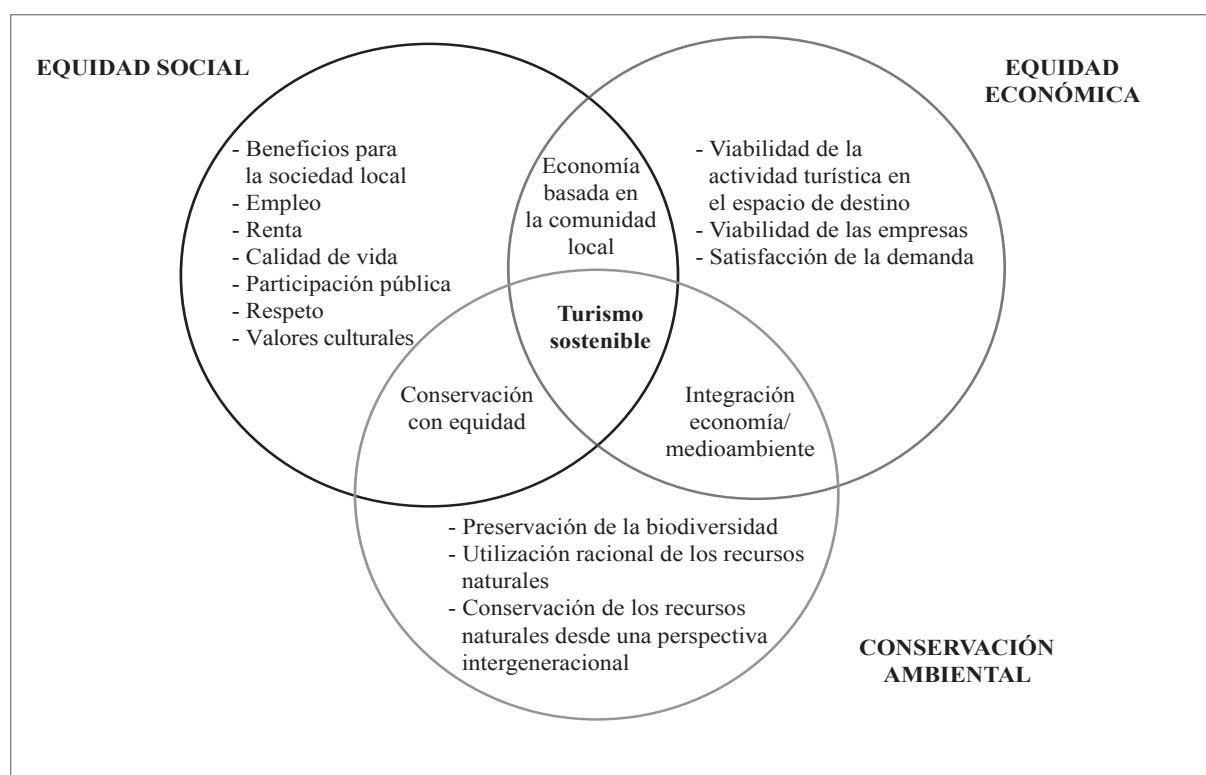 EQUIDAD SOCIAL
- Beneficios para
la sociedad local
- Empleo
- Renta
- Calidad de vida
- Participación pública
- Respeto
- Valores culturales
Economía
basada en
la comunidad
local
EQUIDAD
ECONÓMICA
- Viabilidad de la
actividad turística en
el espacio de destino
- Viabilidad de las empresas
- Satisfacción de la demanda
Turismo
sostenible
Conservación
con equidad
Integración
economía/
medioambiente
- Preservación de la biodiversidad
- Utilización racional de los recursos
naturales
- Conservación de los recursos
naturales desde una perspectiva
intergeneracional
CONSERVACIÓN
AMBIENTAL